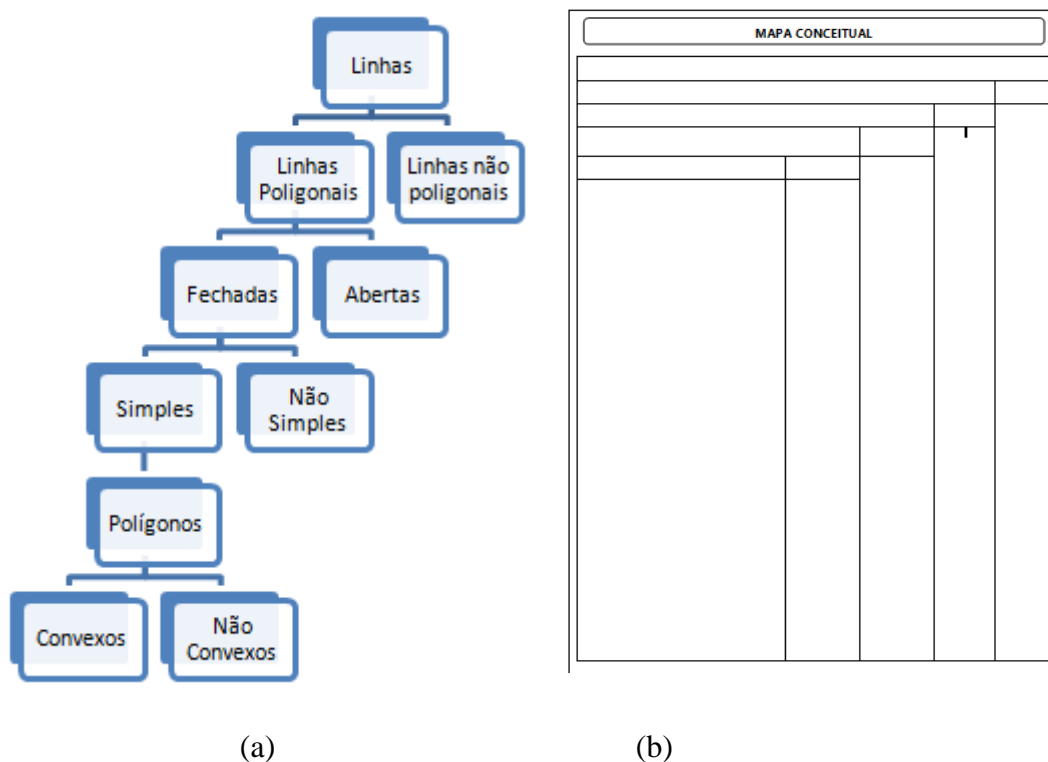 Linhas
Linhas
Poligonais
Linhas não
poligonais
Fechadas
Abertas
Simples
Não
Simples
Polígonos
Convexos
Não
Convexos
(a)
MAPA CONCEITUAL
(b)